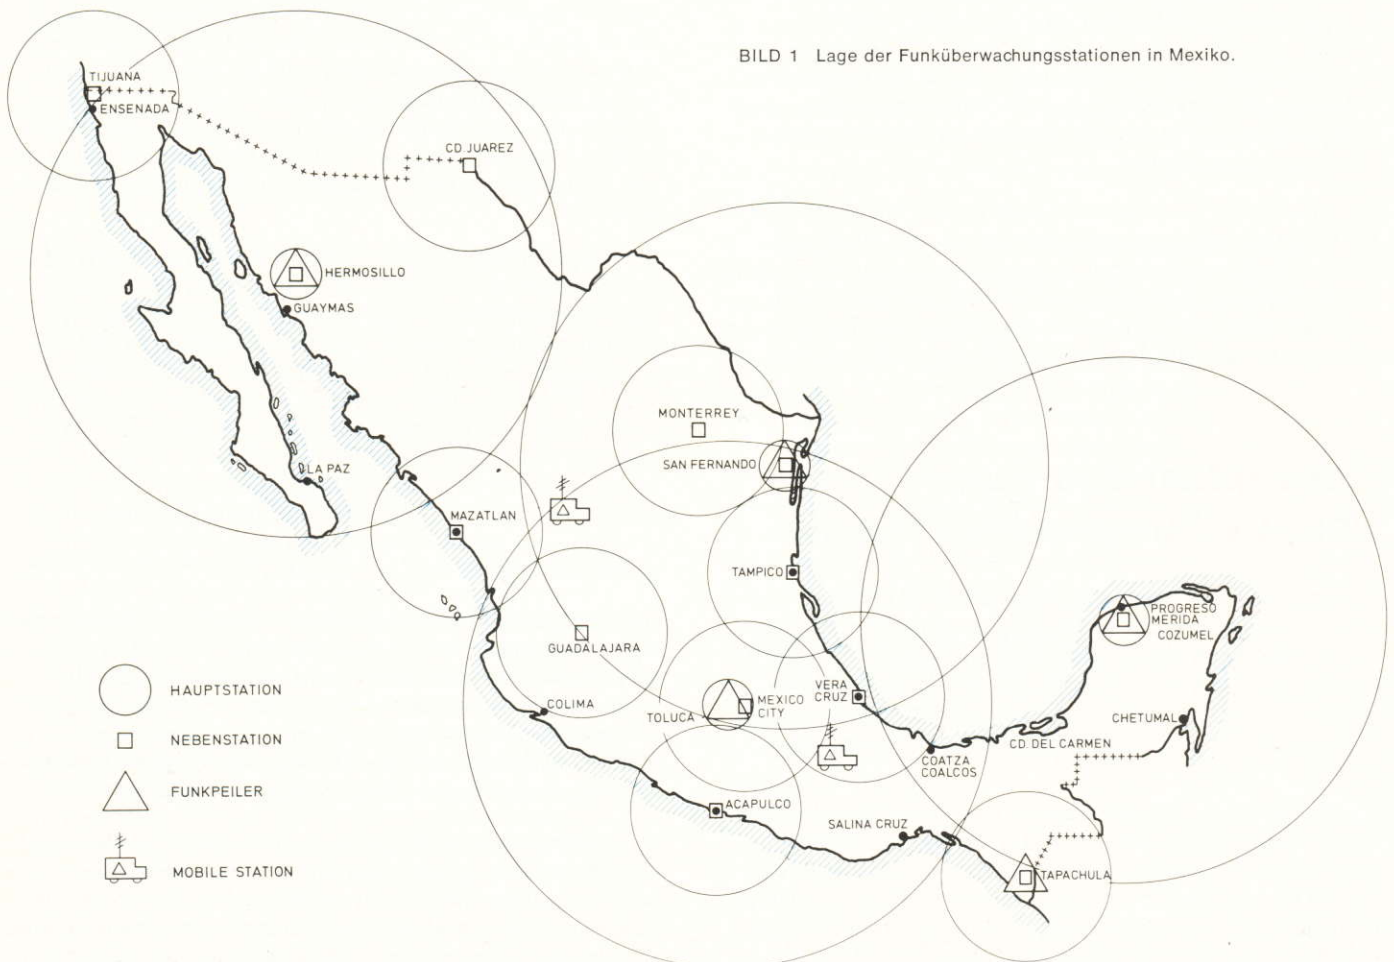 BILD 1 Lage der Funküberwachungsstationen in Mexiko.
TIJUANA
ENSENADA
CD. JUAREZ
HERMOSILLO
GUAYMAS
MONTERREY
SAN FERNANDO
LA PAZ
MAZATLAN
TAMPICO
PROGRESO
MERIDA
COZUMEL
GUADALAJARA
VERA
CRUZ
MEXICO
CITY
TOLUCA
COLIMA
CHETUMAL
CD. DEL CARMEN
COATZA
COALCOS
ACAPULCO
SALINA CRUZ
TAPACHULA
HAUPTSTATION
NEBENSTATION
FUNKPEILER
MOBILE STATION